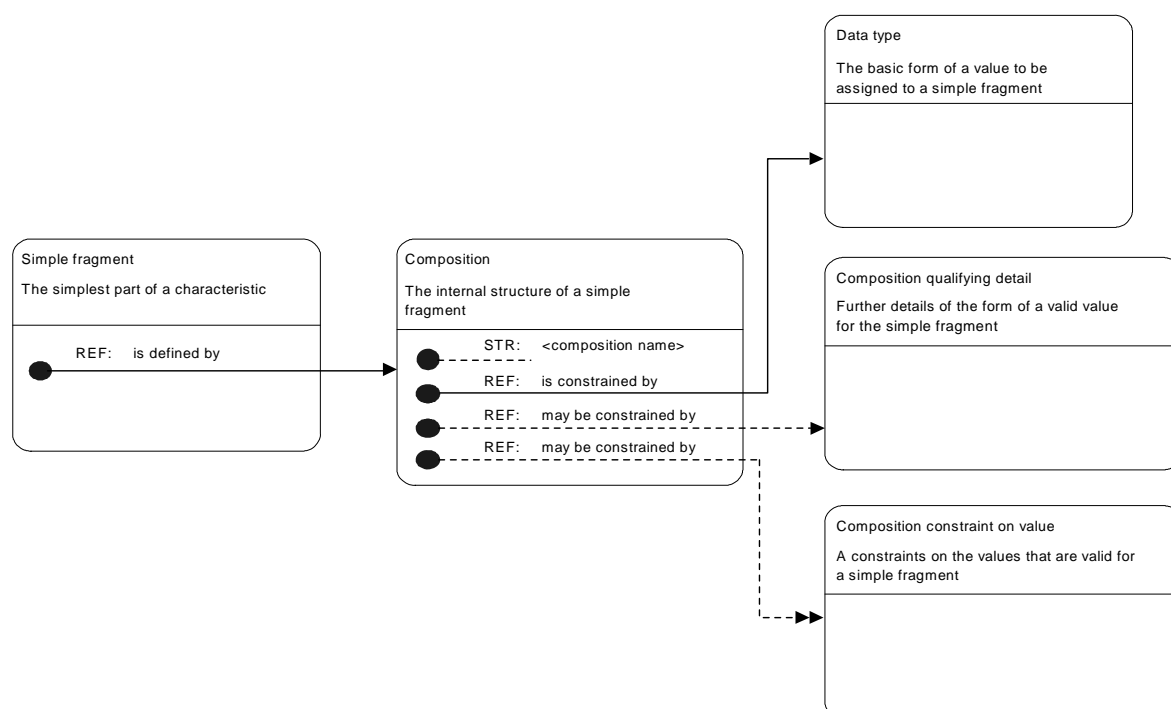 Data type
The basic form of a value to be
assigned to a simple fragment
Simple fragment
The simplest part of a characteristic
REF: is defined by
Composition
The internal structure of a simple
fragment
STR: <composition name>
REF: is constrained by
REF: may be constrained by
REF: may be constrained by
Composition qualifying detail
Further details of the form of a valid value
for the simple fragment
Composition constraint on value
A constraints on the values that are valid for
a simple fragment